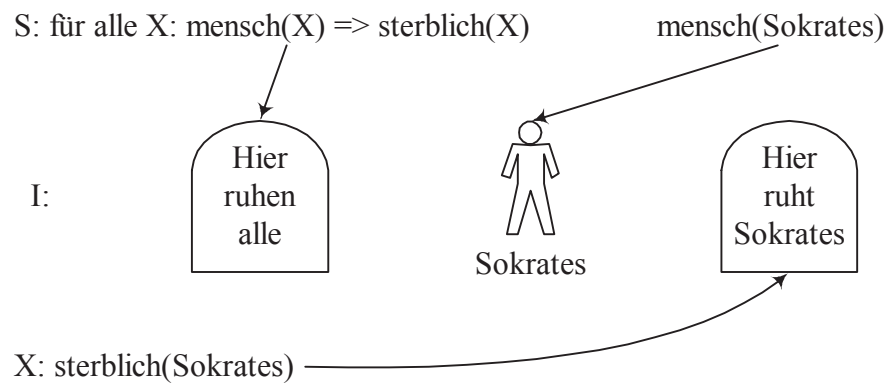 S: für alle X: mensch(X) => sterblich(X) mensch(Sokrates)
I:
Hier
ruhen
alle
Sokrates
Hier
ruht
Sokrates
X: sterblich(Sokrates)